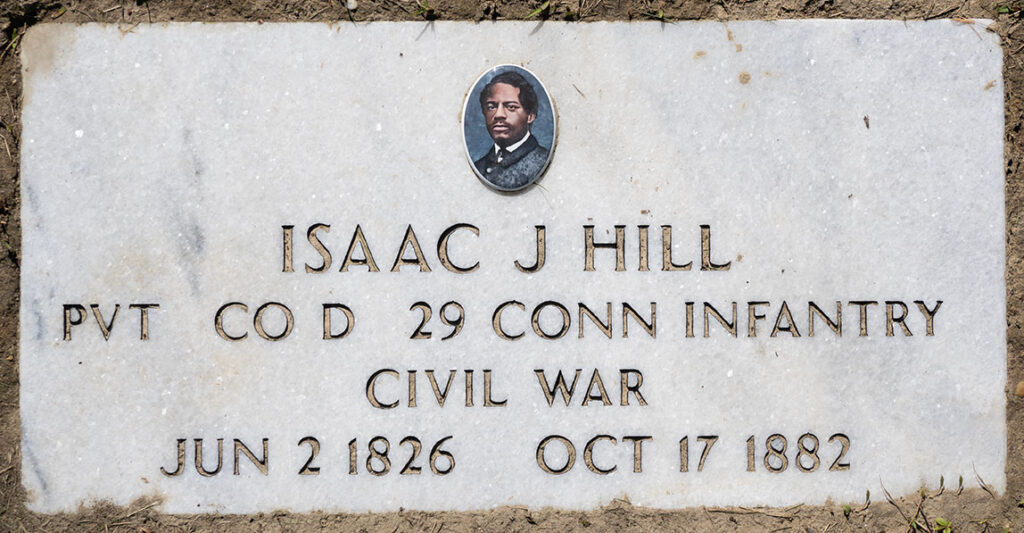 ISAAC J HILL
PVT CO D 29 CONN INFANTRY
CIVIL WAR
JUN 2 1826 OCT 17 1882